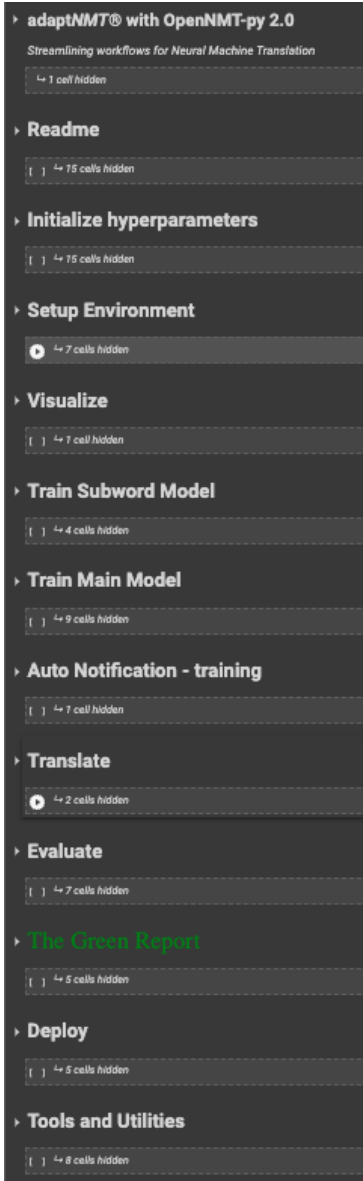 adaptNMT® with OpenNMT-py 2.0
Streamlining workflows for Neural Machine Translation
↳ 1 cell hidden
Readme
[ ] ↳ 15 cells hidden
Initialize hyperparameters
[ ] ↳ 15 cells hidden
Setup Environment
↳ 7 cells hidden
Visualize
[ ] ↳ 1 cell hidden
Train Subword Model
[ ] ↳ 4 cells hidden
Train Main Model
[ ] ↳ 9 cells hidden
Auto Notification - training
[ ] ↳ 1 cell hidden
Translate
↳ 2 cells hidden
Evaluate
[ ] ↳ 7 cells hidden
The Green Report
[ ] ↳ 5 cells hidden
Deploy
[ ] ↳ 5 cells hidden
Tools and Utilities
[ ] ↳ 8 cells hidden